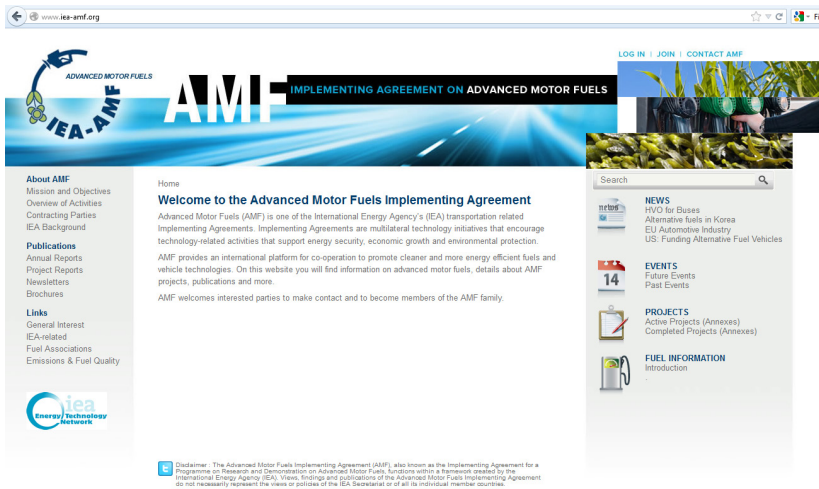 www.iea-amf.org
LOG IN | JOIN | CONTACT AMF
ADVANCED MOTOR FUELS
IEA-AMF
AMF
IMPLEMENTING AGREEMENT ON ADVANCED MOTOR FUELS
About AMF
Mission and Objectives
Overview of Activities
Contracting Parties
IEA Background
Publications
Annual Reports
Project Reports
Newsletters
Brochures
Links
General Interest
IEA-related
Fuel Associations
Emissions & Fuel Quality
iea
Energy Technology
Network
Home
Welcome to the Advanced Motor Fuels Implementing Agreement
Advanced Motor Fuels (AMF) is one of the International Energy Agency's (IEA) transportation related
Implementing Agreements. Implementing Agreements are multilateral technology initiatives that encourage
technology-related activities that support energy security, economic growth and environmental protection.
AMF provides an international platform for co-operation to promote cleaner and more energy efficient fuels and
vehicle technologies. On this website you will find information on advanced motor fuels, details about AMF
projects, publications and more.
AMF welcomes interested parties to make contact and to become members of the AMF family.
Search
news
NEWS
HVO for Buses
Alternative fuels in Korea
EU Automotive Industry
US: Funding Alternative Fuel Vehicles
14
EVENTS
Future Events
Past Events
PROJECTS
Active Projects (Annexes)
Completed Projects (Annexes)
FUEL INFORMATION
Introduction
Disclaimer : The Advanced Motor Fuels Implementing Agreement (AMF), also known as the Implementing Agreement for a
Programme on Research and Demonstration on Advanced Motor Fuels, functions within a framework created by the
International Energy Agency (IEA). Views, findings and publications of the Advanced Motor Fuels Implementing Agreement
do not necessarily represent the views or policies of the IEA Secretariat or of all its individual member countries.